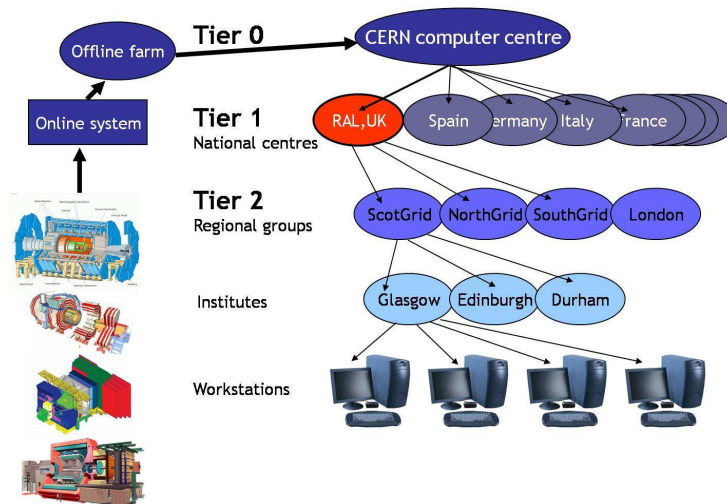 Offline farm
Tier 0
CERN computer centre
Online system
Tier 1
National centres
RAL,UK
Spain
ermany
Italy
France
Tier 2
Regional groups
ScotGrid
NorthGrid
SouthGrid
London
Institutes
Glasgow
Edinburgh
Durham
Workstations